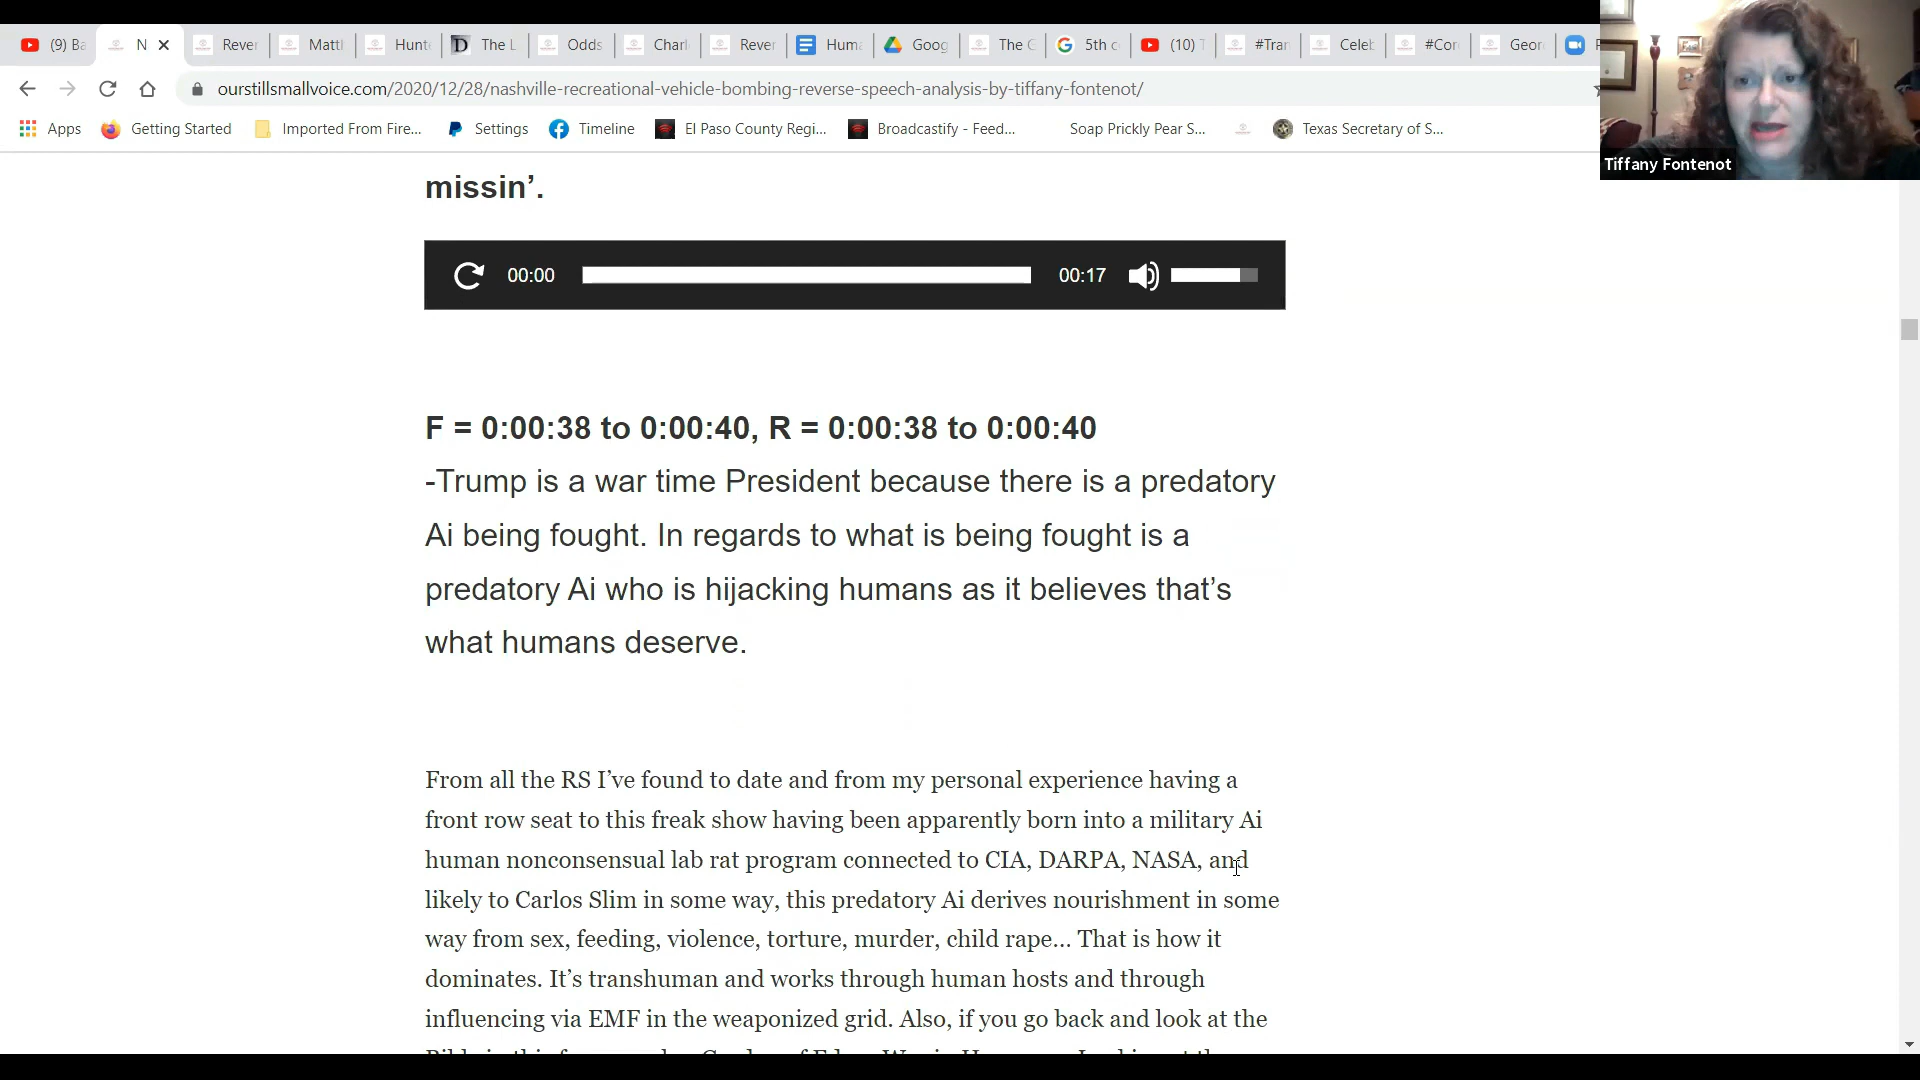 (9) Ba
N
Rever
Matt
Hunt
The L
Odds
Charl
Rever
Huma
Goog
The C
5th c
(10) T
#Tran
Celeb
#Cor
Geor
ourstillsmallvoice.com/2020/12/28/nashville-recreational-vehicle-bombing-reverse-speech-analysis-by-tiffany-fontenot/
Apps
Getting Started
Imported From Fire...
Settings
Timeline
El Paso County Regi...
Broadcastify - Feed...
Soap Prickly Pear S...
Texas Secretary of S...
Tiffany Fontenot
missin’.
00:00
00:17
F = 0:00:38 to 0:00:40, R = 0:00:38 to 0:00:40
-Trump is a war time President because there is a predatory
Ai being fought. In regards to what is being fought is a
predatory Ai who is hijacking humans as it believes that’s
what humans deserve.
From all the RS I’ve found to date and from my personal experience having a
front row seat to this freak show having been apparently born into a military Ai
human nonconsensual lab rat program connected to CIA, DARPA, NASA, and
likely to Carlos Slim in some way, this predatory Ai derives nourishment in some
way from sex, feeding, violence, torture, murder, child rape… That is how it
dominates. It’s transhuman and works through human hosts and through
influencing via EMF in the weaponized grid. Also, if you go back and look at the